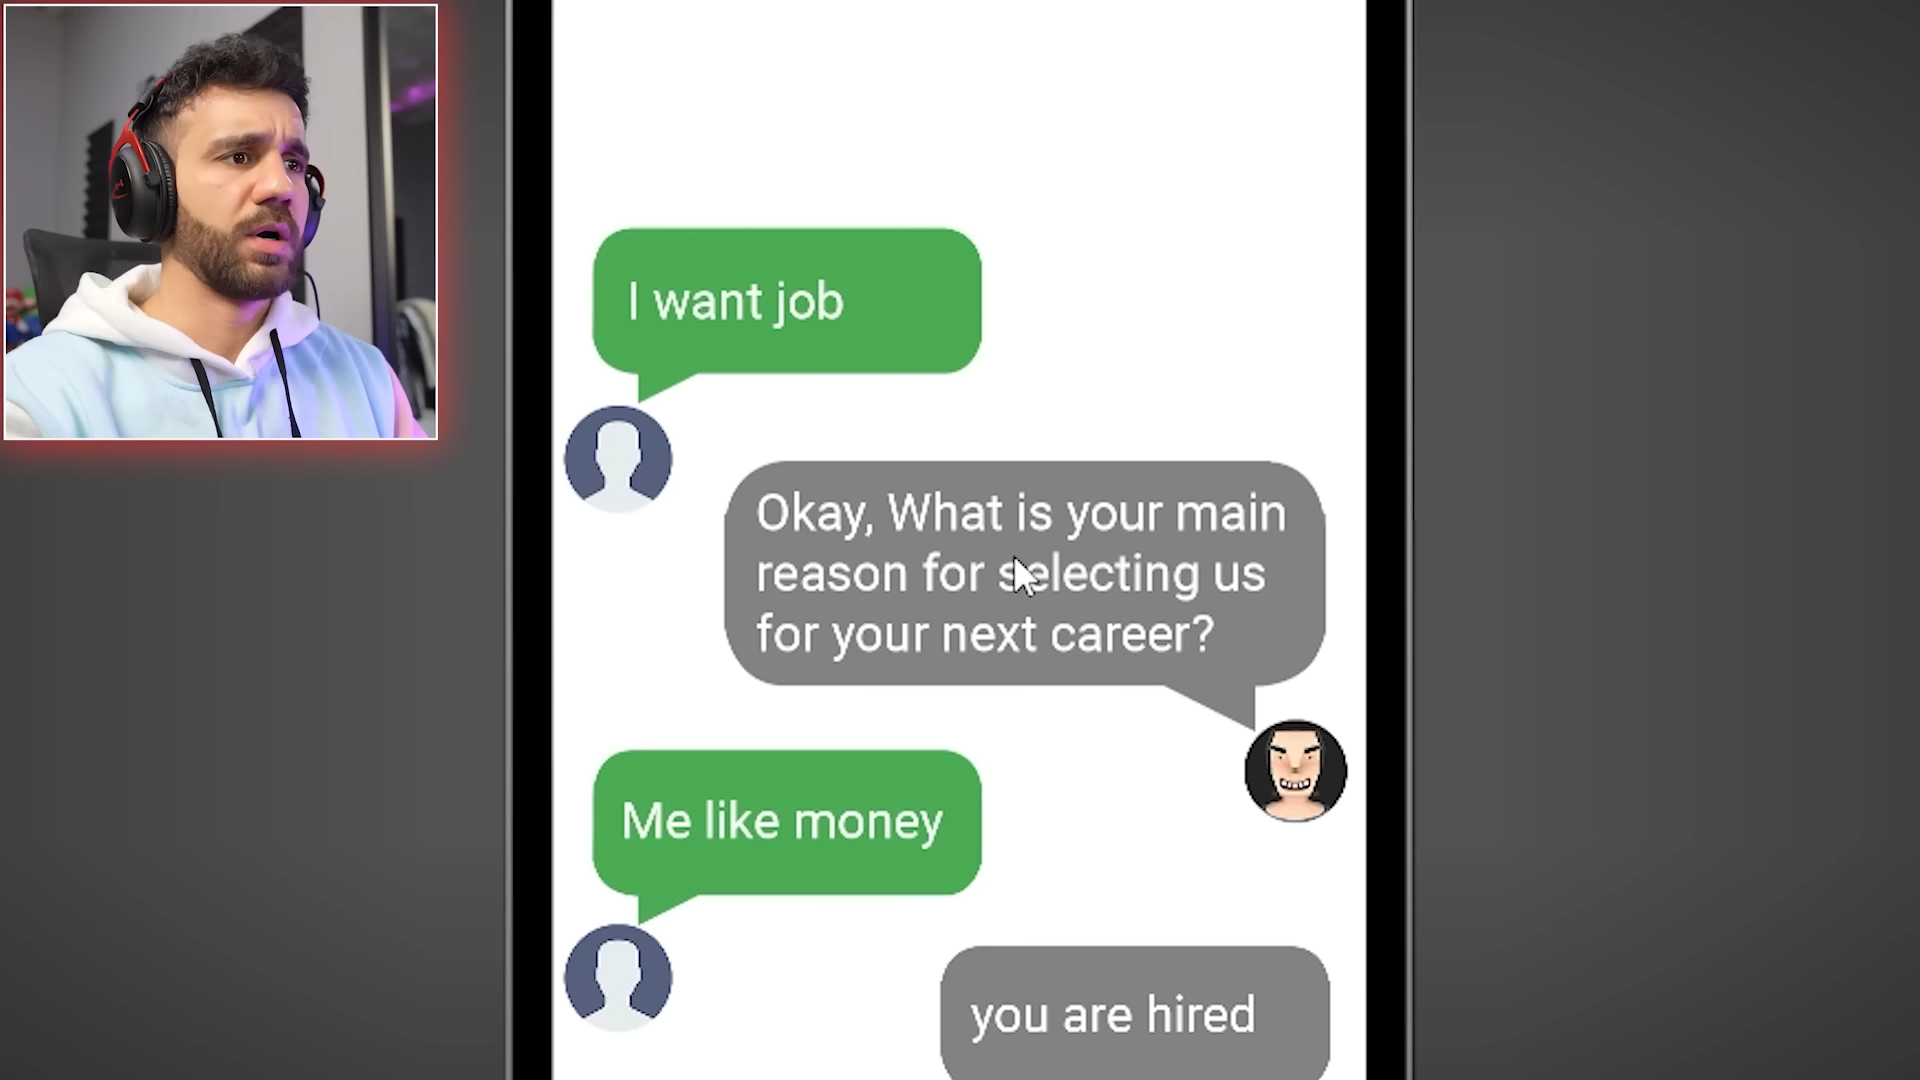 I want job
Okay, What is your main
reason for selecting us
for your next career?
Me like money
you are hired